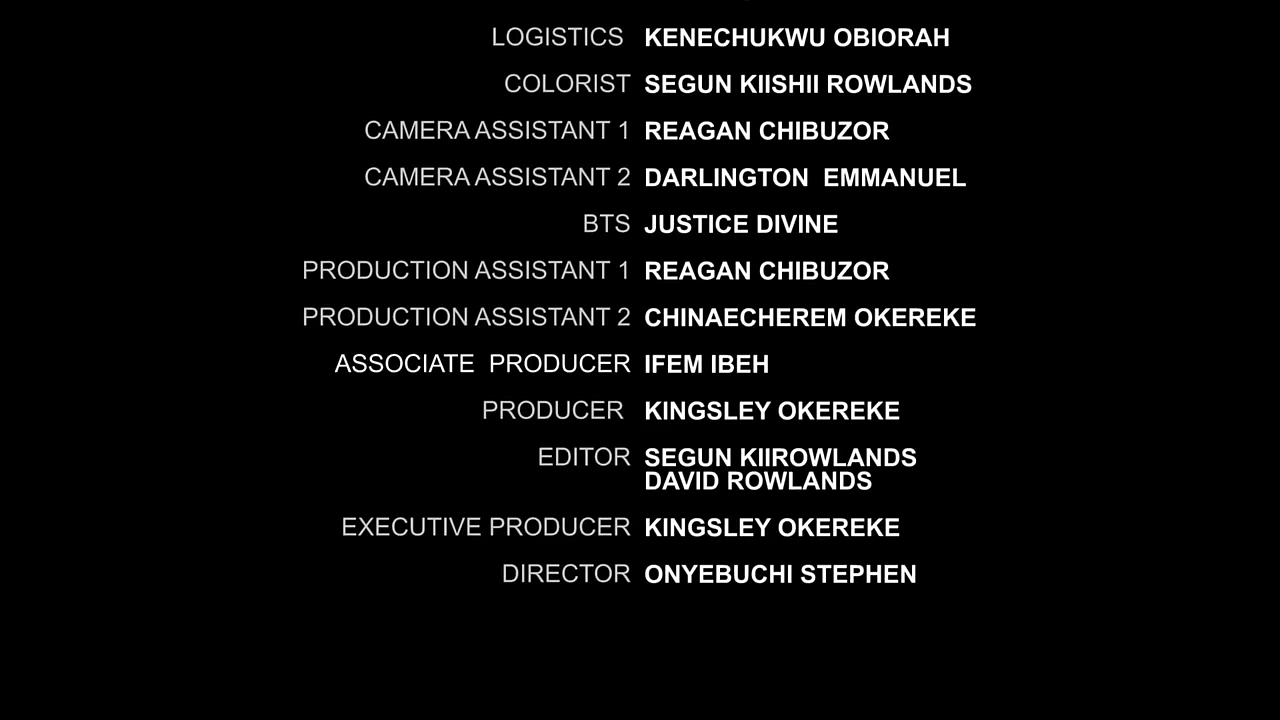 LOGISTICS KENECHUKWU OBIORAH
COLORIST SEGUN KIISHII ROWLANDS
CAMERA ASSISTANT 1 REAGAN CHIBUZOR
CAMERA ASSISTANT 2 DARLINGTON EMMANUEL
BTS JUSTICE DIVINE
PRODUCTION ASSISTANT 1 REAGAN CHIBUZOR
PRODUCTION ASSISTANT 2 CHINAECHEREM OKEREKE
ASSOCIATE PRODUCER IFEM IBEH
PRODUCER KINGSLEY OKEREKE
EDITOR SEGUN KIIROWLANDS
DAVID ROWLANDS
EXECUTIVE PRODUCER KINGSLEY OKEREKE
DIRECTOR ONYEBUCHI STEPHEN